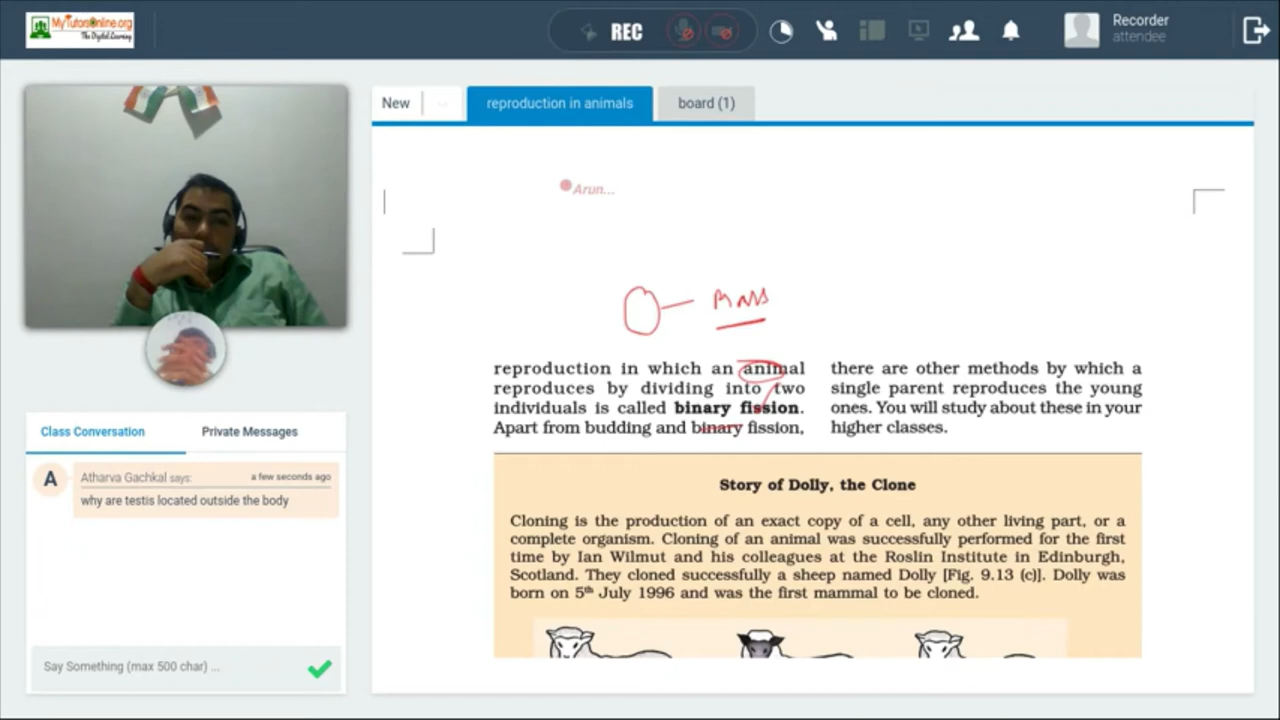 MyTutorsOnline.org
The Digital Learning
REC
Recorder
attendee
New
reproduction in animals
board (1)
Arun...
reproduction in which an animal
reproduces by dividing into two
individuals is called binary fission.
Apart from budding and binary fission,
there are other methods by which a
single parent reproduces the young
ones. You will study about these in your
higher classes.
Story of Dolly, the Clone
Cloning is the production of an exact copy of a cell, any other living part, or a
complete organism. Cloning of an animal was successfully performed for the first
time by Ian Wilmut and his colleagues at the Roslin Institute in Edinburgh,
Scotland. They cloned successfully a sheep named Dolly [Fig. 9.13 (c)]. Dolly was
born on 5th July 1996 and was the first mammal to be cloned.
Class Conversation
Private Messages
A
Atharva Gachkal says:
a few seconds ago
why are testis located outside the body
Say Something (max 500 char) ...